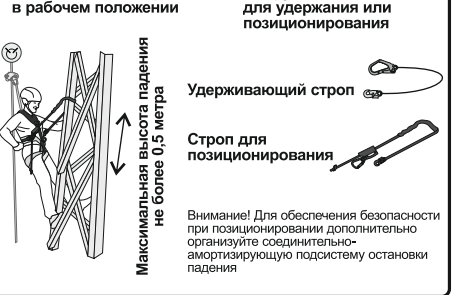 в рабочем положении
Максимальная высота падения
не более 0,5 метра
для удержания или
позиционирования
Удерживающий строп
Строп для
позиционирования
Внимание! Для обеспечения безопасности
при позиционировании дополнительно
организуйте соединительно-
амортизирующую подсистему остановки
падения